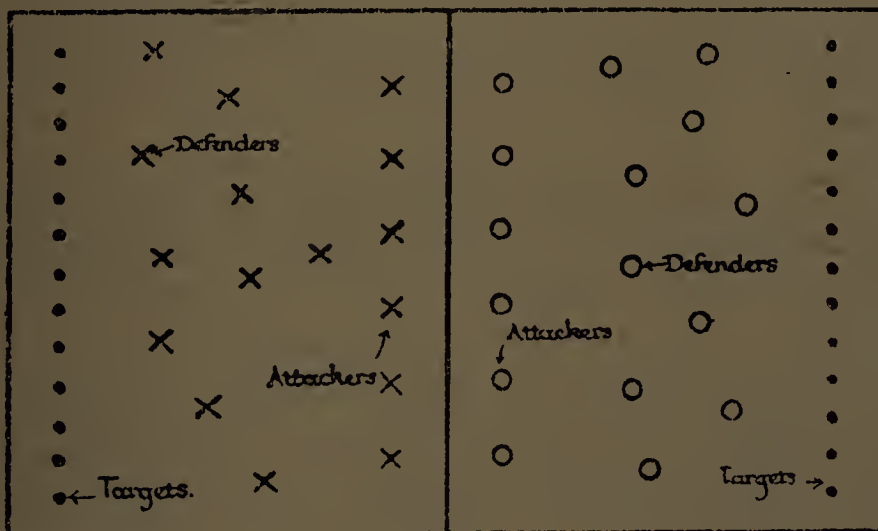 Defenders
Attackers
Targets.
Defenders
Attackers
Targets